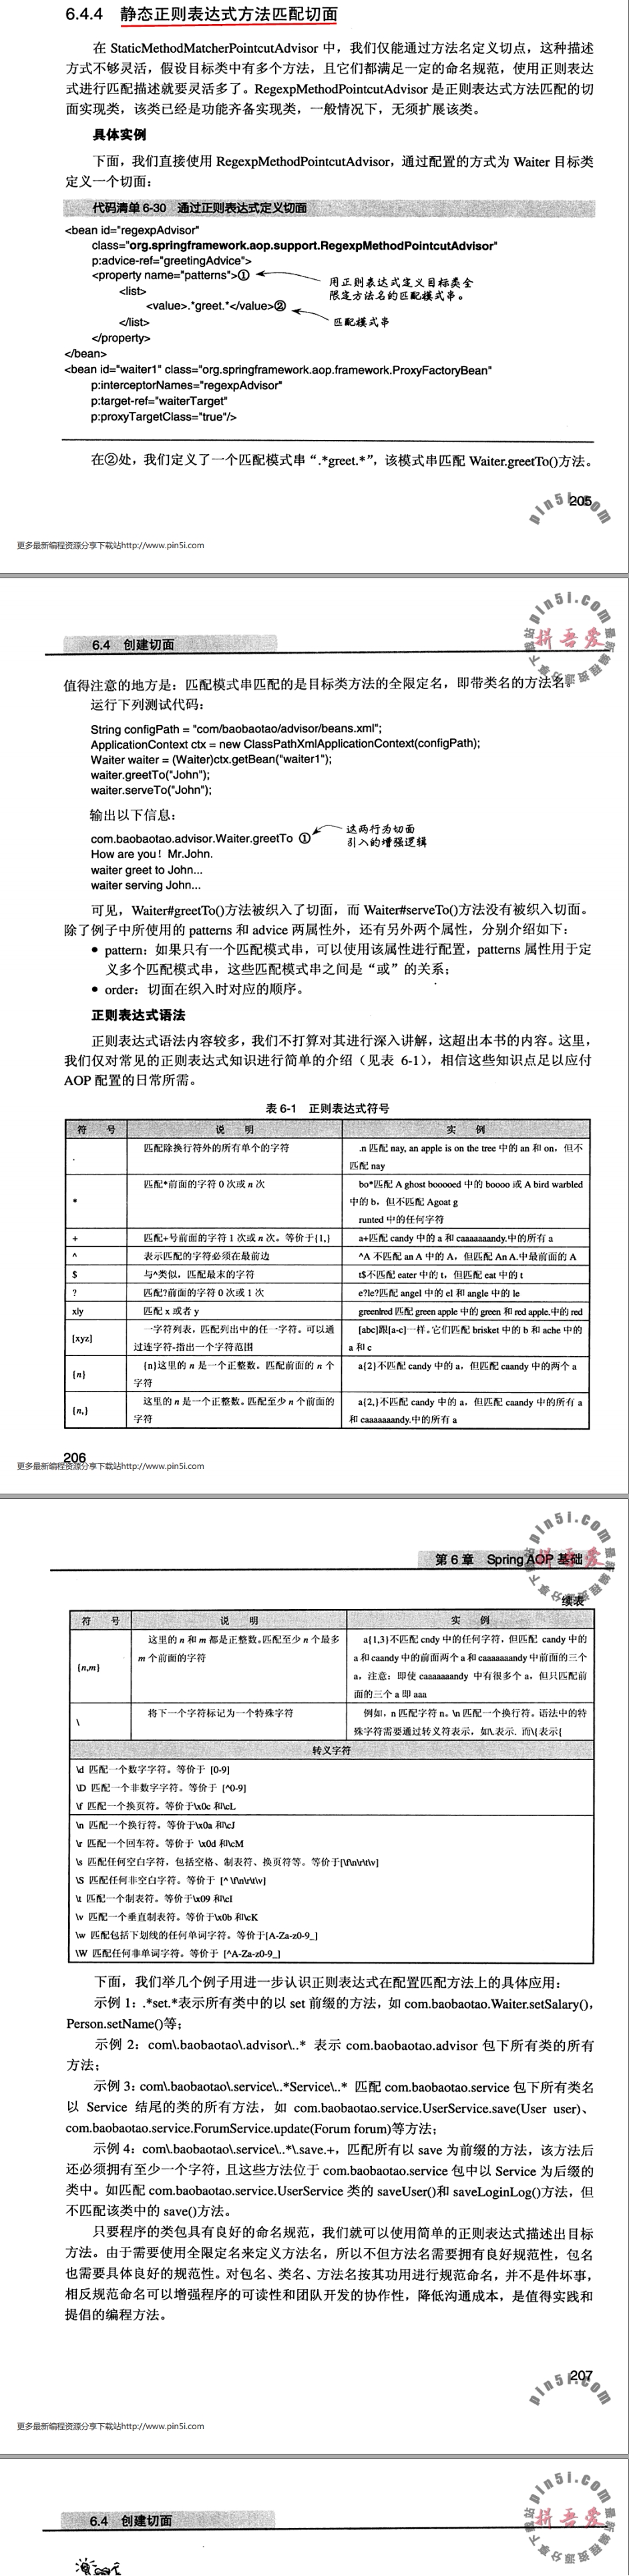 6.4.4 静态正则表达式方法匹配切面
在 StaticMethodMatcherPointcutAdvisor 中，我们仅能通过方法名定义切点，这种描述
方式不够灵活，假设目标类中有多个方法，且它们都满足一定的命名规范，使用正则表达
式进行匹配描述就要灵活多了。RegexpMethodPointcutAdvisor 是正则表达式方法匹配的切
面实现类，该类已经是功能齐备实现类，一般情况下，无须扩展该类。
具体实例
下面，我们直接使用 RegexpMethodPointcutAdvisor，通过配置的方式为 Waiter 目标类
定义一个切面：
代码清单 6-30 通过正则表达式定义切面
<bean id="regexpAdvisor"
class="org.springframework.aop.support.RegexpMethodPointcutAdvisor"
p:advice-ref="greetingAdvice">
<property name="patterns">①
用正则表达式定义目标类全
限定方法名的匹配模式串。
<list>
<value>.*greet.*</value>②
匹配模式串
</list>
</property>
</bean>
<bean id="waiter1" class="org.springframework.aop.framework.ProxyFactoryBean"
p:interceptorNames="regexpAdvisor"
p:target-ref="waiterTarget"
p:proxyTargetClass="true"/>
在②处，我们定义了一个匹配模式串“.*greet.*”，该模式串匹配 Waiter.greetTo()方法。
205
pin5i.com
更多最新编程资源分享下载站http://www.pin5i.com
pin5i.com
拼吾爱
6.4 创建切面
值得注意的地方是：匹配模式串匹配的是目标类方法的全限定名，即带类名的方法名。
运行下列测试代码：
String configPath = "com/baobaotao/advisor/beans.xml";
ApplicationContext ctx = new ClassPathXmlApplicationContext(configPath);
Waiter waiter = (Waiter)ctx.getBean("waiter1");
waiter.greetTo("John");
waiter.serveTo("John");
输出以下信息：
com.baobaotao.advisor.Waiter.greetTo ①
这两行为切面
引入的增强逻辑
How are you！Mr.John.
waiter greet to John...
waiter serving John...
可见，Waiter#greetTo()方法被织入了切面，而 Waiter#serveTo()方法没有被织入切面。
除了例子中所使用的 patterns 和 advice 两属性外，还有另外两个属性，分别介绍如下：
● pattern：如果只有一个匹配模式串，可以使用该属性进行配置，patterns 属性用于定
义多个匹配模式串，这些匹配模式串之间是“或”的关系；
● order：切面在织入时对应的顺序。
正则表达式语法
正则表达式语法内容较多，我们不打算对其进行深入讲解，这超出本书的内容。这里，
我们仅对常见的正则表达式知识进行简单的介绍（见表 6-1），相信这些知识点足以应付
AOP 配置的日常所需。
表 6-1 正则表达式符号
符 号 说 明 实 例
. 匹配除换行符外的所有单个的字符 .n 匹配 nay, an apple is on the tree 中的 an 和 on，但不
匹配 nay
* 匹配*前面的字符 0 次或 n 次 bo*匹配 A ghost booooed 中的 boooo 或 A bird warbled
中的 b，但不匹配 Agoat g
runted 中的任何字符
+ 匹配+号前面的字符 1 次或 n 次。等价于{1,} a+匹配 candy 中的 a 和 caaaaaaandy.中的所有 a
^ 表示匹配的字符必须在最前边 ^A 不匹配 an A 中的 A，但匹配 An A.中最前面的 A
$ 与^类似，匹配最末的字符 t$不匹配 eater 中的 t，但匹配 eat 中的 t
? 匹配?前面的字符 0 次或 1 次 e?le?匹配 angel 中的 el 和 angle 中的 le
x|y 匹配 x 或者 y green|red 匹配 green apple 中的 green 和 red apple.中的 red
[xyz] 一字符列表，匹配列出中的任一字符。可以通
过连字符-指出一个字符范围
[abc]跟[a-c]一样。它们匹配 brisket 中的 b 和 ache 中的
a 和 c
{n} {n}这里的 n 是一个正整数。匹配前面的 n 个
字符
a{2}不匹配 candy 中的 a，但匹配 caandy 中的两个 a
{n,} 这里的 n 是一个正整数。匹配至少 n 个前面的
字符
a{2,}不匹配 candy 中的 a，但匹配 caandy 中的所有 a
和 caaaaaaandy.中的所有 a
206
更多最新编程资源分享下载站http://www.pin5i.com
pin5i.com
拼吾爱
第 6 章 Spring AOP 基础
续表
符 号 说 明 实 例
{n,m} 这里的 n 和 m 都是正整数。匹配至少 n 个最多
m 个前面的字符
a{1,3}不匹配 cndy 中的任何字符，但匹配 candy 中的
a 和 caandy 中的前面两个 a 和 caaaaaaandy 中前面的三个
a，注意：即使 caaaaaaandy 中有很多个 a，但只匹配前
面的三个 a 即 aaa
\ 将下一个字符标记为一个特殊字符 例如，n 匹配字符 n。\n 匹配一个换行符。语法中的特
殊字符需要通过转义符表示，如\.表示. 而\{表示{
转义字符
\d 匹配一个数字字符。等价于 [0-9]
\D 匹配一个非数字字符。等价于 [^0-9]
\f 匹配一个换页符。等价于\x0c 和\cL
\n 匹配一个换行符。等价于\x0a 和\cJ
\r 匹配一个回车符。等价于 \x0d 和\cM
\s 匹配任何空白字符，包括空格、制表符、换页符等。等价于[\f\n\r\t\v]
\S 匹配任何非空白字符。等价于 [^ \f\n\r\t\v]
\t 匹配一个制表符。等价于\x09 和\cI
\v 匹配一个垂直制表符。等价于\x0b 和\cK
\w 匹配包括下划线的任何单词字符。等价于[A-Za-z0-9_]
\W 匹配任何非单词字符。等价于 [^A-Za-z0-9_]
下面，我们举几个例子用进一步认识正则表达式在配置匹配方法上的具体应用：
示例 1：.*set.*表示所有类中的以 set 前缀的方法，如 com.baobaotao.Waiter.setSalary()，
Person.setName()等；
示例 2：com\.baobaotao\.advisor\..* 表示 com.baobaotao.advisor 包下所有类的所有
方法；
示例 3：com\.baobaotao\.service\..*Service\..* 匹配 com.baobaotao.service 包下所有类名
以 Service 结尾的类的所有方法，如 com.baobaotao.service.UserService.save(User user)、
com.baobaotao.service.ForumService.update(Forum forum)等方法；
示例 4：com\.baobaotao\.service\..*\.save.+，匹配所有以 save 为前缀的方法，该方法后
还必须拥有至少一个字符，且这些方法位于 com.baobaotao.service 包中以 Service 为后缀的
类中。如匹配 com.baobaotao.service.UserService 类的 saveUser()和 saveLoginLog()方法，但
不匹配该类中的 save()方法。
只要程序的类包具有良好的命名规范，我们就可以使用简单的正则表达式描述出目标
方法。由于需要使用全限定名来定义方法名，所以不但方法名需要拥有良好规范性，包名
也需要具体良好的规范性。对包名、类名、方法名按其功用进行规范命名，并不是件坏事，
相反规范命名可以增强程序的可读性和团队开发的协作性，降低沟通成本，是值得实践和
提倡的编程方法。
207
pin5i.com
更多最新编程资源分享下载站http://www.pin5i.com
pin5i.com
拼吾爱
6.4 创建切面